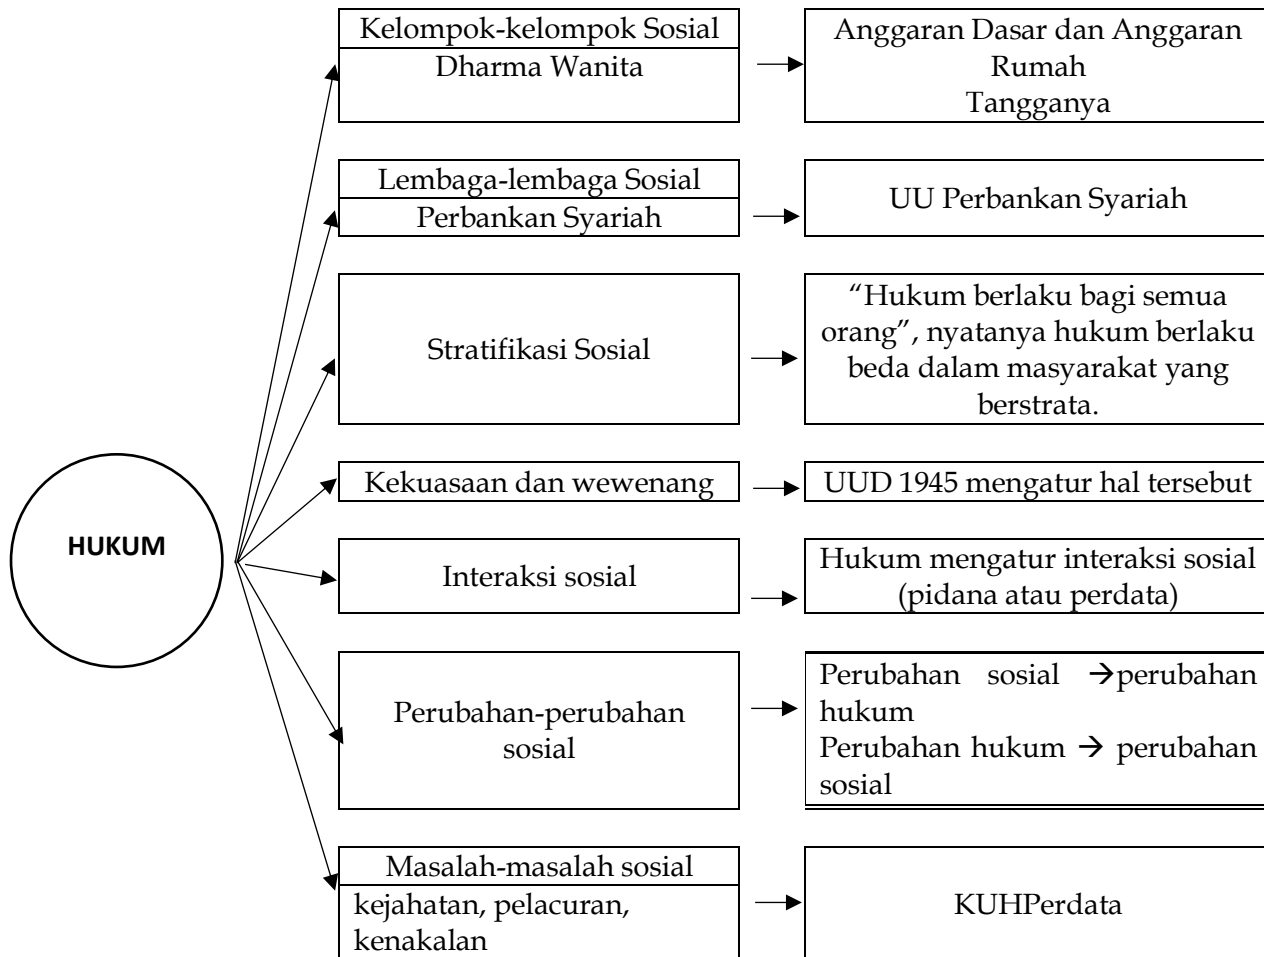 Kelompok-kelompok Sosial
Dharma Wanita
Anggaran Dasar dan Anggaran
Rumah
Tangganya
Lembaga-lembaga Sosial
Perbankan Syariah
UU Perbankan Syariah
Stratifikasi Sosial
“Hukum berlaku bagi semua
orang”, nyatanya hukum berlaku
beda dalam masyarakat yang
berstrata.
Kekuasaan dan wewenang
UUD 1945 mengatur hal tersebut
HUKUM
Interaksi sosial
Hukum mengatur interaksi sosial
(pidana atau perdata)
Perubahan-perubahan
sosial
Perubahan sosial →perubahan
hukum
Perubahan hukum → perubahan
sosial
Masalah-masalah sosial
kejahatan, pelacuran,
kenakalan
KUHPerdata